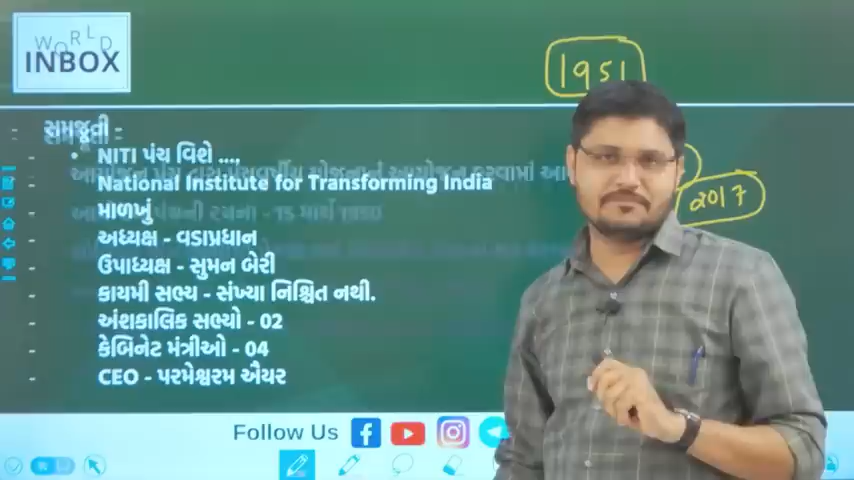 WORLD
INBOX
1951
2017
સમજૂતી :
- • NITI પંચ વિશે ....
- National Institute for Transforming India
- માળખું
- અધ્યક્ષ - વડાપ્રધાન
- ઉપાધ્યક્ષ - સુમન બેરી
- કાયમી સભ્ય - સંખ્યા નિશ્ચિત નથી.
- અંશકાલિક સભ્યો - 02
- કેબિનેટ મંત્રીઓ - 04
- CEO - પરમેશ્વરમ ઐયર
Follow Us